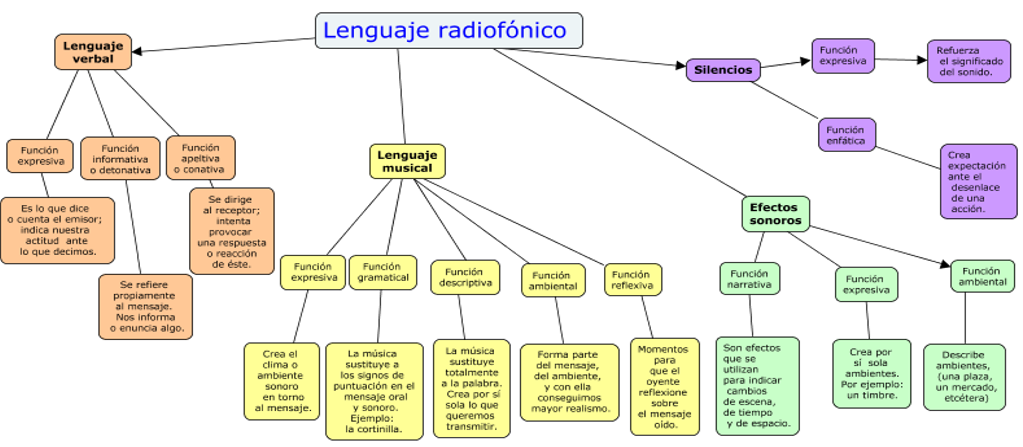 Lenguaje radiofónico
Lenguaje
verbal
Función
expresiva
Es lo que dice
o cuenta el emisor;
indica nuestra
actitud ante
lo que decimos.
Función
informativa
o detonativa
Se refiere
propiamente
al mensaje.
Nos informa
o enuncia algo.
Función
apeltiva
o conativa
Se dirige
al receptor;
intenta
provocar
una respuesta
o reacción
de éste.
Lenguaje
musical
Función
expresiva
Crea el
clima o
ambiente
sonoro
en torno
al mensaje.
Función
gramatical
La música
sustituye a
los signos de
puntuación en el
mensaje oral
y sonoro.
Ejemplo:
la cortinilla.
Función
descriptiva
La música
sustituye
totalmente
a la palabra.
Crea por sí
sola lo que
queremos
transmitir.
Función
ambiental
Forma parte
del mensaje,
del ambiente,
y con ella
conseguimos
mayor realismo.
Función
reflexiva
Momentos
para
que el
oyente
reflexione
sobre
el mensaje
oído.
Efectos
sonoros
Función
narrativa
Son efectos
que se
utilizan
para indicar
cambios
de escena,
de tiempo
y de espacio.
Función
expresiva
Crea por
sí sola
ambientes.
Por ejemplo:
un timbre.
Función
ambiental
Describe
ambientes,
(una plaza,
un mercado,
etcétera)
Silencios
Función
expresiva
Refuerza
el significado
del sonido.
Función
enfática
Crea
expectación
ante el
desenlace
de una
acción.